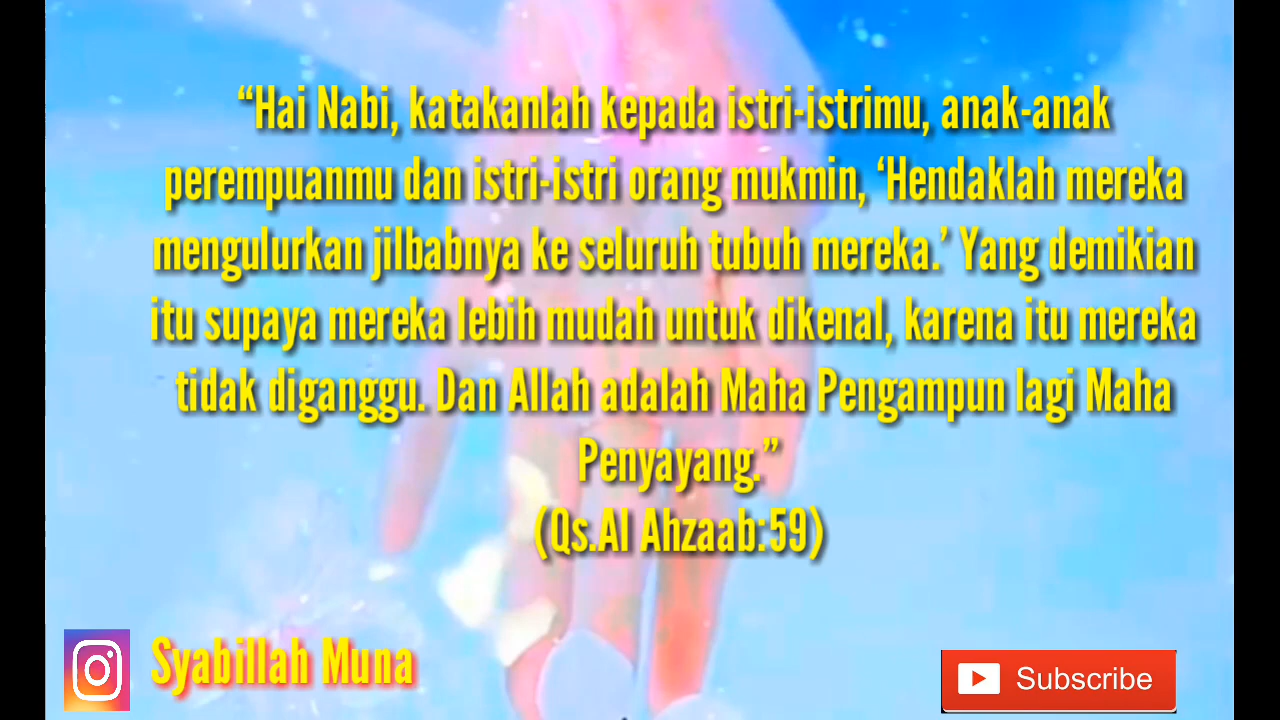 “Hai Nabi, katakanlah kepada istri-istrimu, anak-anak
perempuanmu dan istri-istri orang mukmin, ‘Hendaklah mereka
mengulurkan jilbabnya ke seluruh tubuh mereka.’ Yang demikian
itu supaya mereka lebih mudah untuk dikenal, karena itu mereka
tidak diganggu. Dan Allah adalah Maha Pengampun lagi Maha
Penyayang.”
(Qs.Al Ahzaab:59)
Syabillah Muna
Subscribe